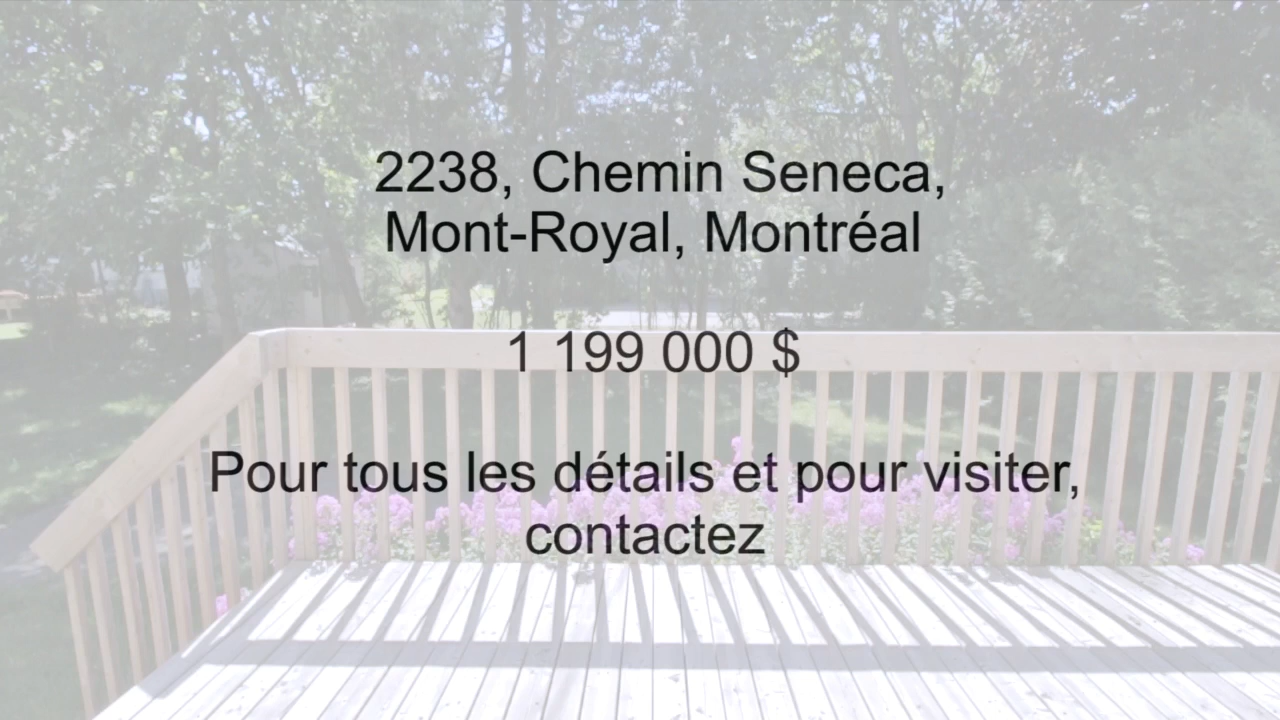 2238, Chemin Seneca,
Mont-Royal, Montréal
1 199 000 $
Pour tous les détails et pour visiter,
contactez